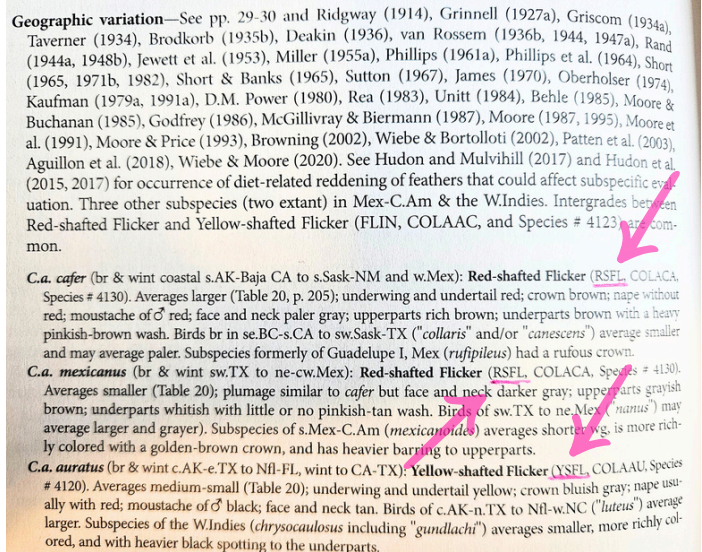 Geographic variation—See pp. 29-30 and Ridgway (1914), Grinnell (1927a), Griscom (1934a),
Taverner (1934), Brodkorb (1935b), Deakin (1936), van Rossem (1936b, 1944, 1947a), Rand
(1944a, 1948b), Jewett et al. (1953), Miller (1955a), Phillips (1961a), Phillips et al. (1964), Short
(1965, 1971b, 1982), Short & Banks (1965), Sutton (1967), James (1970), Oberholser (1974),
Kaufman (1979a, 1991a), D.M. Power (1980), Rea (1983), Unitt (1984), Behle (1985), Moore &
Buchanan (1985), Godfrey (1986), McGillivray & Biermann (1987), Moore (1987, 1995), Moore et
al. (1991), Moore & Price (1993), Browning (2002), Wiebe & Bortolotti (2002), Patten et al. (2003),
Aguillon et al. (2018), Wiebe & Moore (2020). See Hudon and Mulvihill (2017) and Hudon et al.
(2015, 2017) for occurrence of diet-related reddening of feathers that could affect subspecific eval-
uation. Three other subspecies (two extant) in Mex-C.Am & the W.Indies. Intergrades between
Red-shafted Flicker and Yellow-shafted Flicker (FLIN, COLAAC, and Species # 4123) are com-
mon.
C.a. cafer (br & wint coastal s.AK-Baja CA to s.Sask-NM and w.Mex): Red-shafted Flicker (RSFL, COLACA,
Species # 4130). Averages larger (Table 20, p. 205); underwing and undertail red; crown brown; nape without
red; moustache of ♂ red; face and neck paler gray; upperparts rich brown; underparts brown with a heavy
pinkish-brown wash. Birds br in se.BC-s.CA to sw.Sask-TX ("collaris" and/or "canescens") average smaller
and may average paler. Subspecies formerly of Guadelupe I, Mex (rufipileus) had a rufous crown.
C.a. mexicanus (br & wint sw.TX to ne-cw.Mex): Red-shafted Flicker (RSFL, COLACA, Species # 4130).
Averages smaller (Table 20); plumage similar to cafer but face and neck darker gray; upperparts grayish
brown; underparts whitish with little or no pinkish-tan wash. Birds of sw.TX to ne.Mex ("nanus") may
average larger and grayer). Subspecies of s.Mex-C.Am (mexicanoides) averages shorter wg, is more rich-
ly colored with a golden-brown crown, and has heavier barring to upperparts.
C.a. auratus (br & wint c.AK-e.TX to Nfl-FL, wint to CA-TX): Yellow-shafted Flicker (YSFL, COLAAU, Species
# 4120). Averages medium-small (Table 20); underwing and undertail yellow; crown bluish gray; nape usu-
ally with red; moustache of ♂ black; face and neck tan. Birds of c.AK-n.TX to Nfl-w.NC ("luteus") average
larger. Subspecies of the W.Indies (chrysocaulosus including "gundlachi") averages smaller, more richly col-
ored, and with heavier black spotting to the underparts.